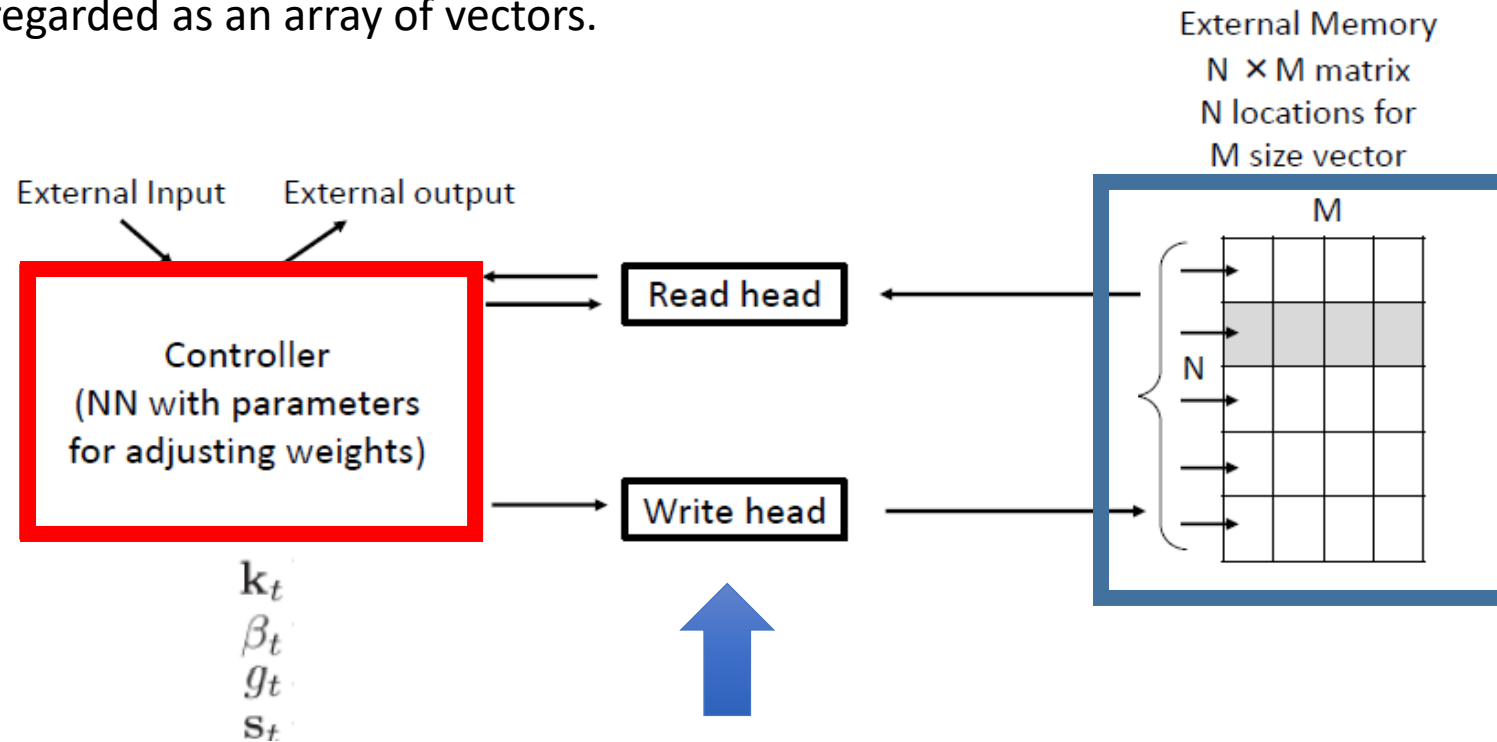 regarded as an array of vectors.
External Memory
N × M matrix
N locations for
M size vector
External Input
External output
M
Read head
Controller
(NN with parameters
for adjusting weights)
N
Write head
k_t
β_t
g_t
s_t